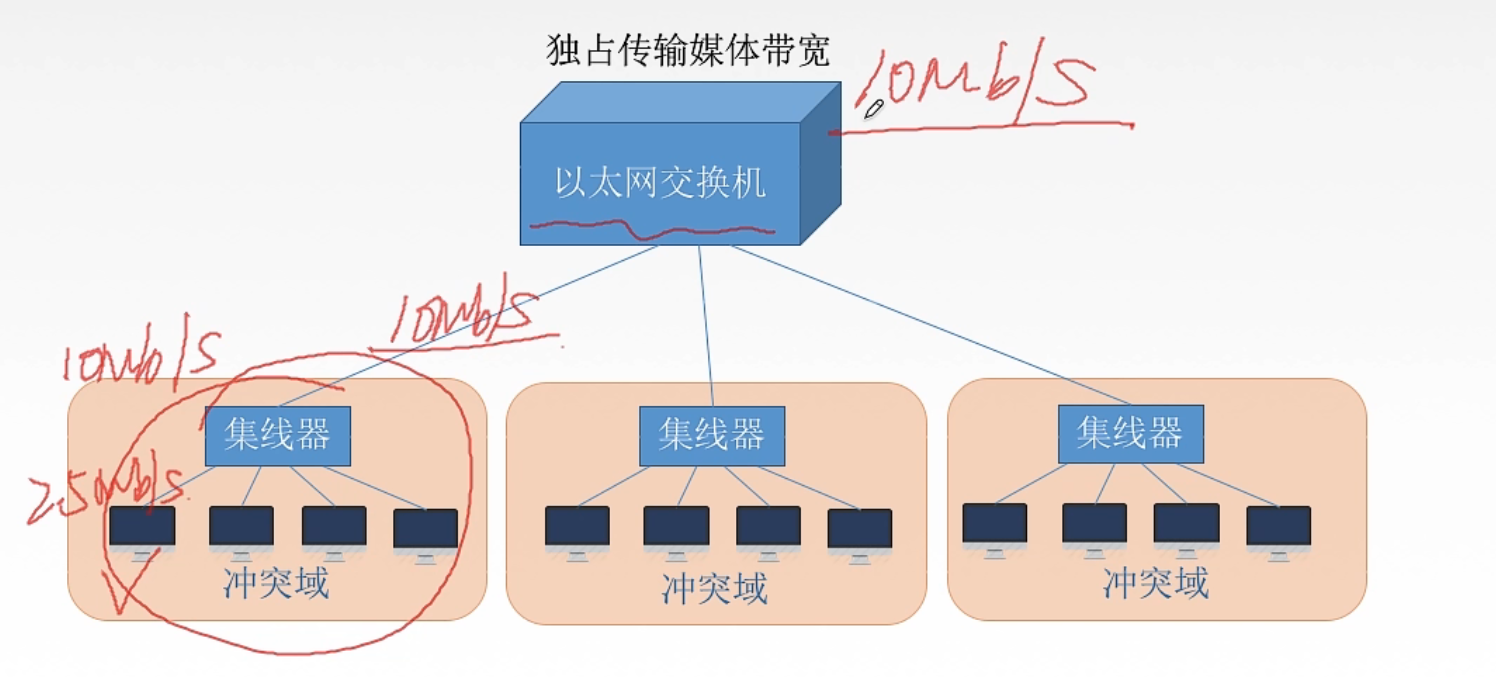 独占传输媒体带宽
10Mb/s
以太网交换机
10Mb/s
10Mb/s
集线器
集线器
集线器
2.5Mb/s
冲突域
冲突域
冲突域